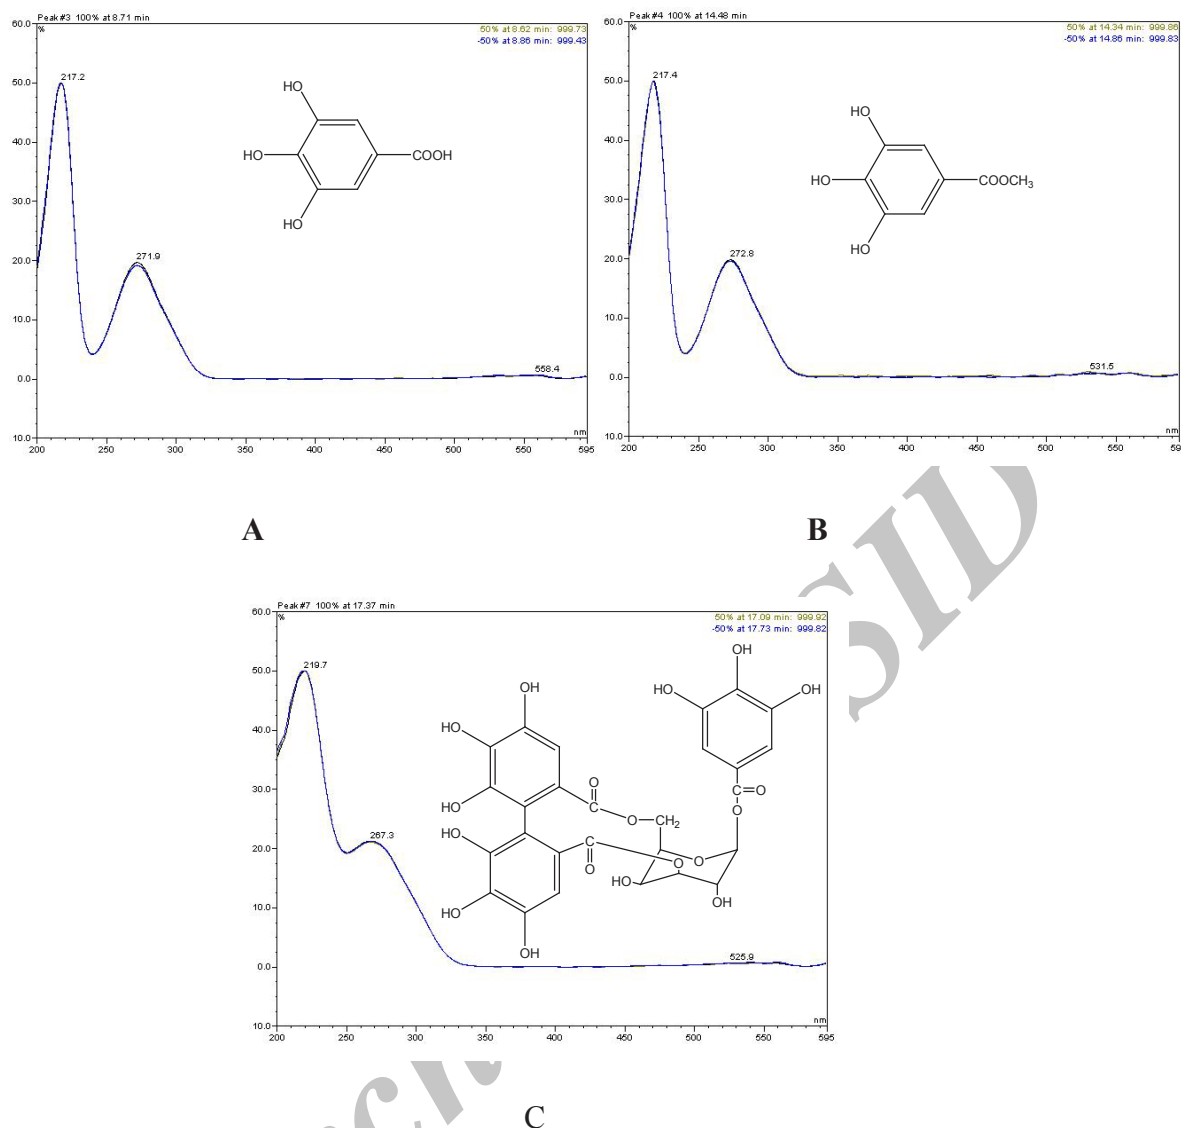 Peak#3 100% at 8.71 min
%
50% at 8.62 min: 999.73
-50% at 8.86 min: 999.43
60.0
50.0
40.0
30.0
20.0
10.0
0.0
10.0
217.2
271.9
558.4
HO
HO
HO
COOH
nm
200
250
300
350
400
450
500
550
595
A
Peak#4 100% at 14.48 min
%
50% at 14.34 min: 999.86
-50% at 14.86 min: 999.83
60.0
50.0
40.0
30.0
20.0
10.0
0.0
10.0
217.4
272.8
531.5
HO
HO
HO
COOCH3
nm
200
250
300
350
400
450
500
550
59
B
Peak#7 100% at 17.37 min
%
50% at 17.09 min: 999.92
-50% at 17.73 min: 999.82
60.0
50.0
40.0
30.0
20.0
10.0
0.0
10.0
219.7
267.3
525.9
OH
HO
OH
OH
HO
HO
HO
HO
HO
OH
O
C
O
CH2
C
O
O
O
C=O
O
HO
OH
nm
200
250
300
350
400
450
500
550
595
C
SID